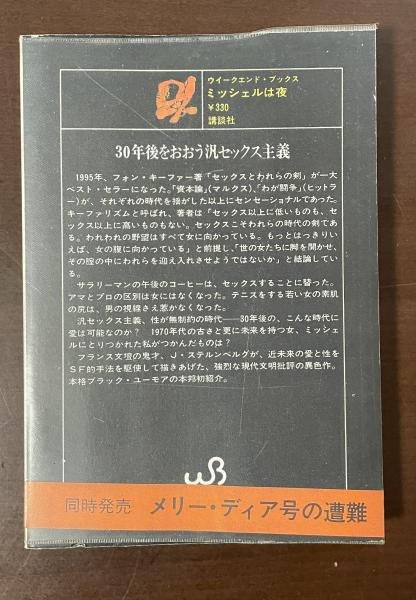 ウイークエンド・ブックス
ミッシェルは夜
¥330
講談社
30年後をおおう汎セックス主義
1995年、フォン・キーファー著「セックスとわれらの剣」が一大
ベスト・セラーになった。「資本論」(マルクス)、「わが闘争」(ヒットラ
ー)が、それぞれの時代を揺がした以上にセンセーショナルであった。
キーファリズムと呼ばれ、著者は「セックス以上に低いものも、セ
ックス以上に高いものもない。セックスこそわれらの時代の剣であ
る。われわれの野望はすべて女に向かっている。もっとはっきりい
えば、女の腹に向かっている」と前提し、「世の女たちに脚を開かせ、
その膣の中にわれらを迎え入れさせようではないか」と結論してい
る。
サラリーマンの午後のコーヒーは、セックスすることに替った。
アマとプロの区別は女にはなくなった。テニスをする若い女の素肌
の尻は、男の視線さえ惹かなくなった。
汎セックス主義、性が無制約の時代──30年後の、こんな時代に
愛は可能なのか? 1970年代の古さと更に未来を持つ女、ミッシェ
ルにとりつかれた私がつかんだものは?
フランス文壇の鬼才、J・ステルンベルグが、近未来の愛と性を
SF的手法を駆使して描きあげた、強烈な現代文明批評の異色作。
本格ブラック・ユーモアの本邦初紹介。
WB
同時発売 メリー・ディア号の遭難